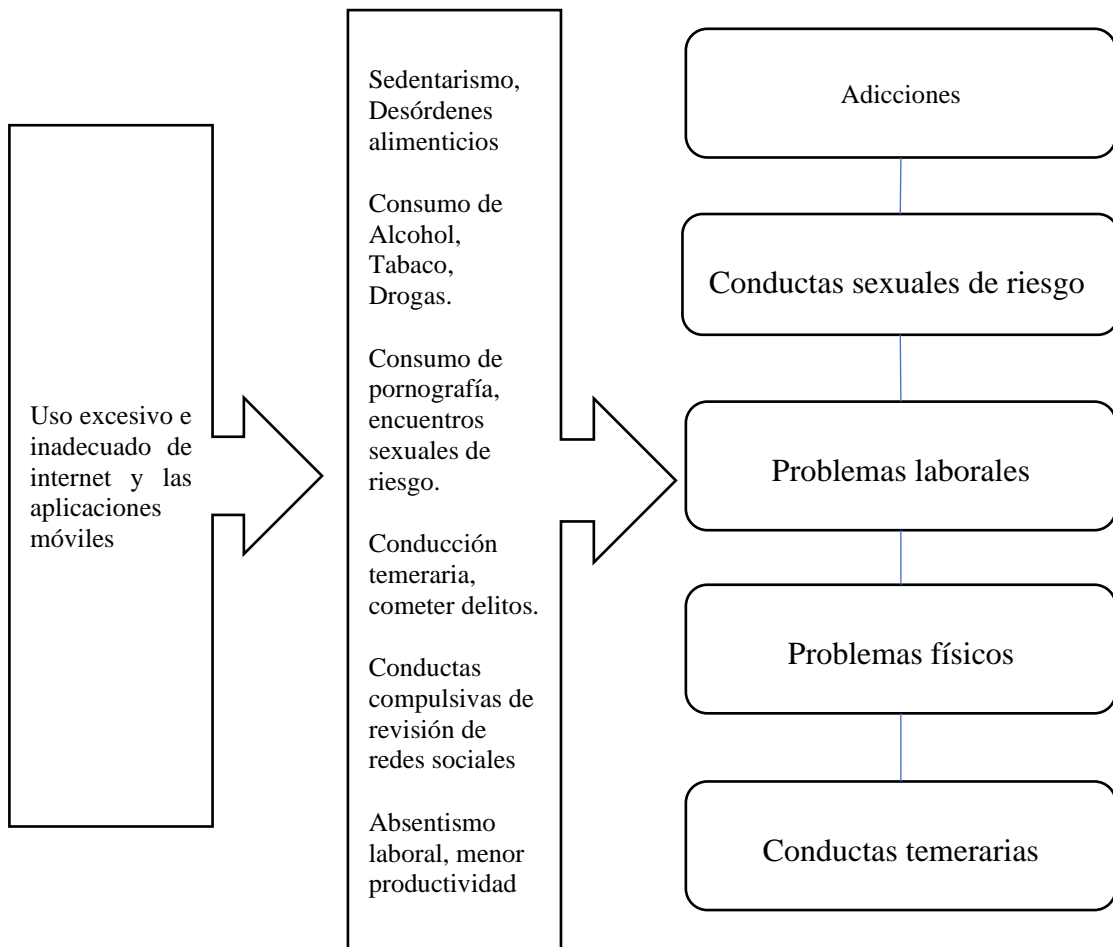 Uso excesivo e
inadecuado de
internet y las
aplicaciones
móviles
Sedentarismo,
Desórdenes
alimenticios
Consumo de
Alcohol,
Tabaco,
Drogas.
Consumo de
pornografía,
encuentros
sexuales de
riesgo.
Conducción
temeraria,
cometer delitos.
Conductas
compulsivas de
revisión de
redes sociales
Absentismo
laboral, menor
productividad
Adicciones
Conductas sexuales de riesgo
Problemas laborales
Problemas físicos
Conductas temerarias